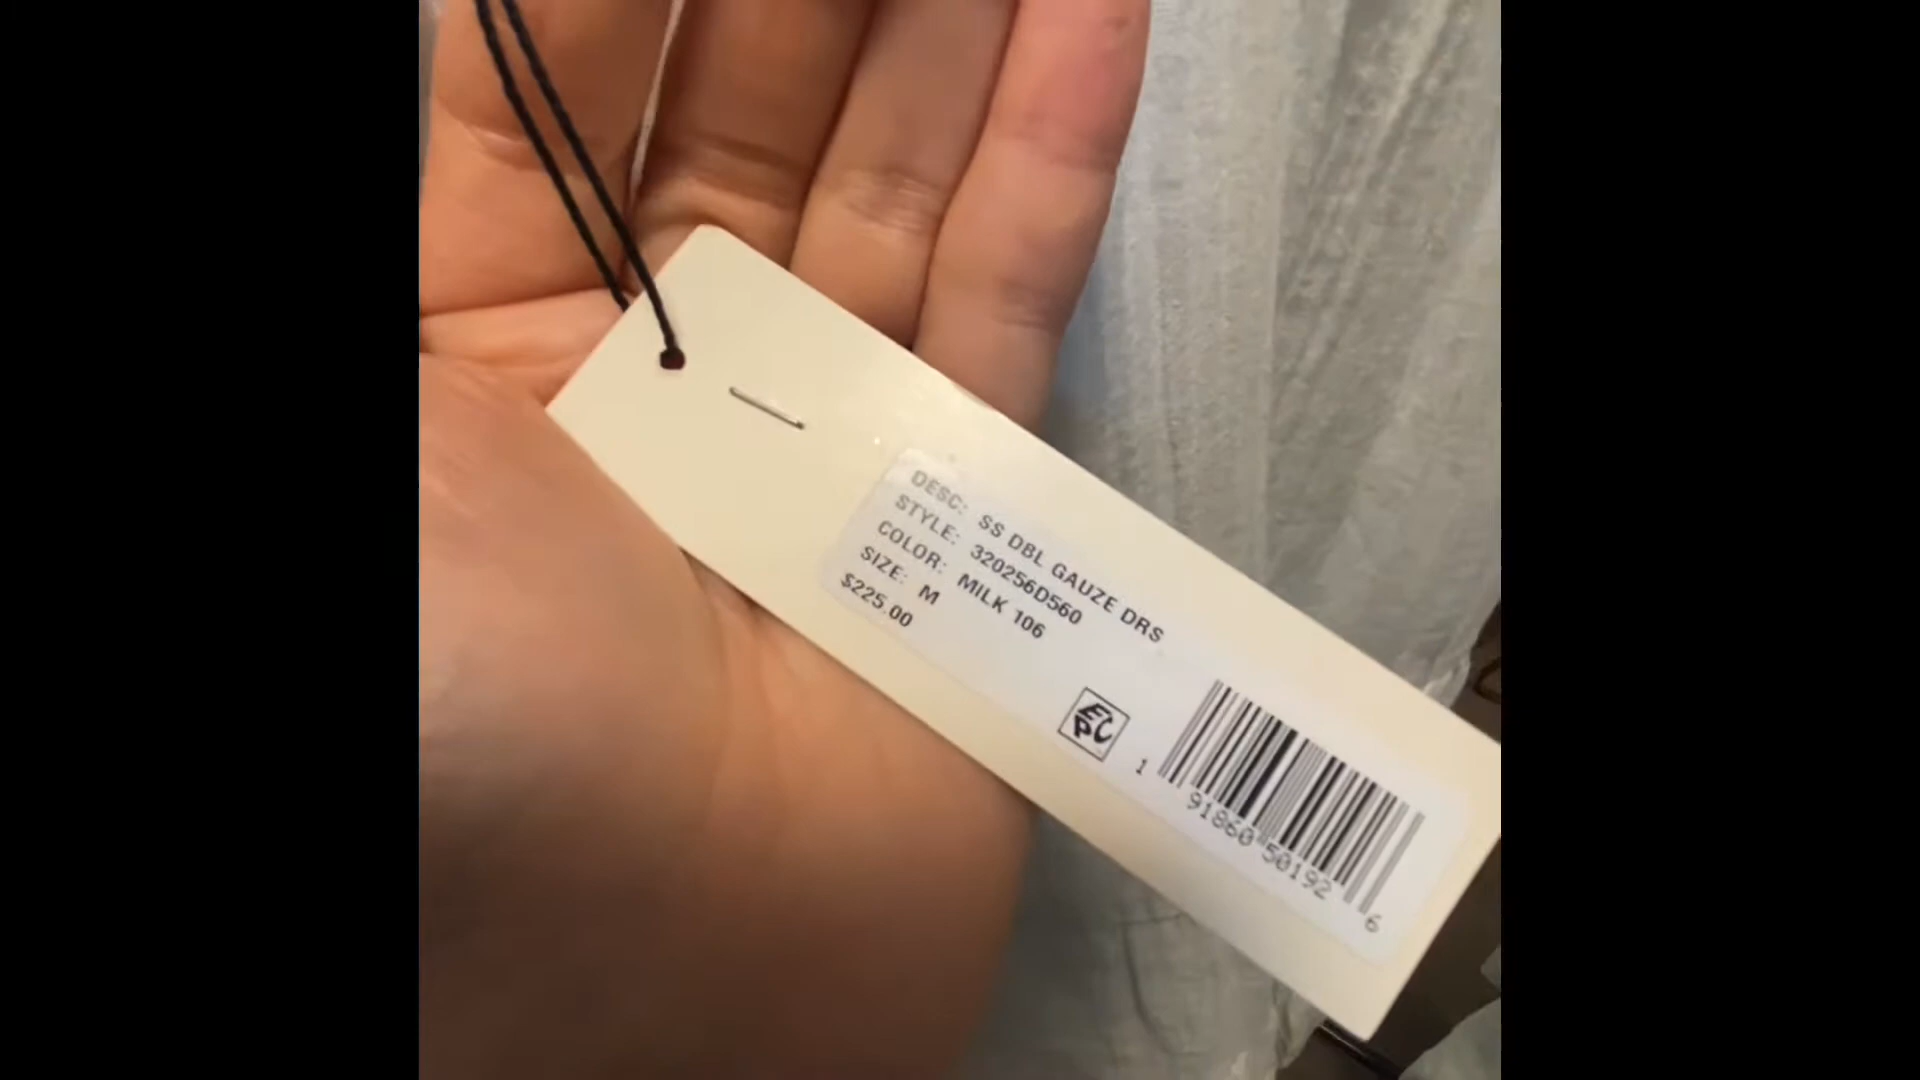 DESC: SS DBL GAUZE DRS
STYLE: 320256D560
COLOR: MILK 106
SIZE: M
$225.00
EPC
1 91860 50192 6